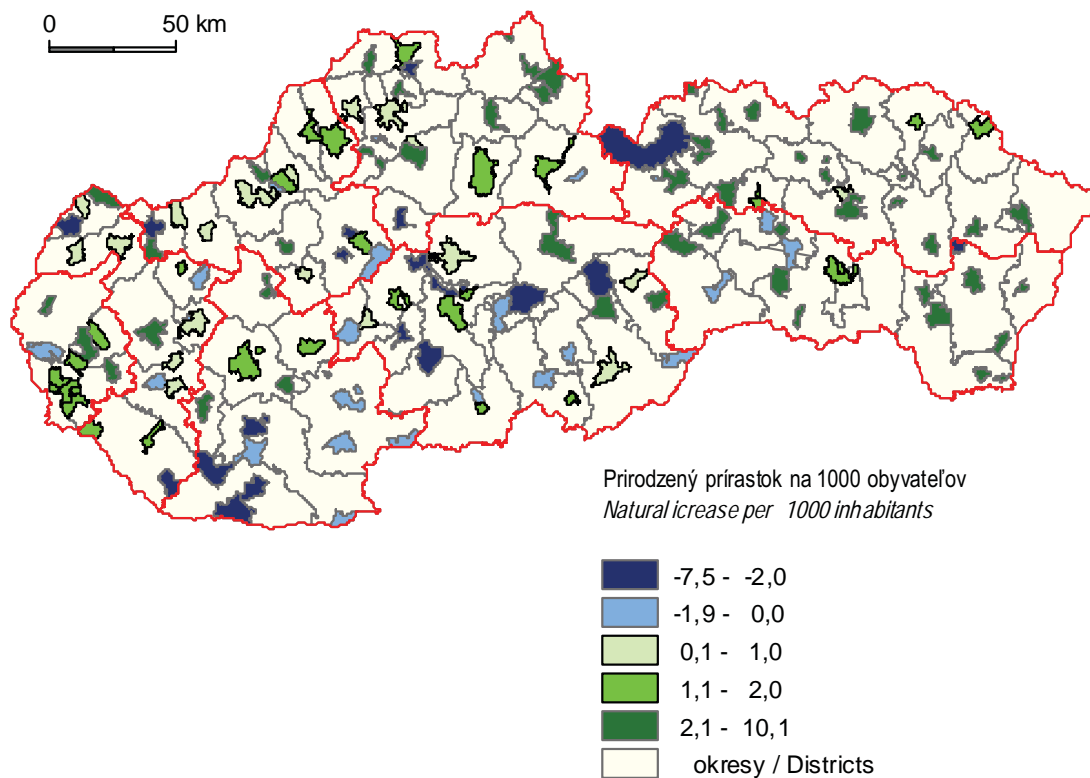 0 50 km
Prirodzený prírastok na 1000 obyvateľov
Natural icrease per 1000 inhabitants
-7,5 - -2,0
-1,9 - 0,0
0,1 - 1,0
1,1 - 2,0
2,1 - 10,1
okresy / Districts